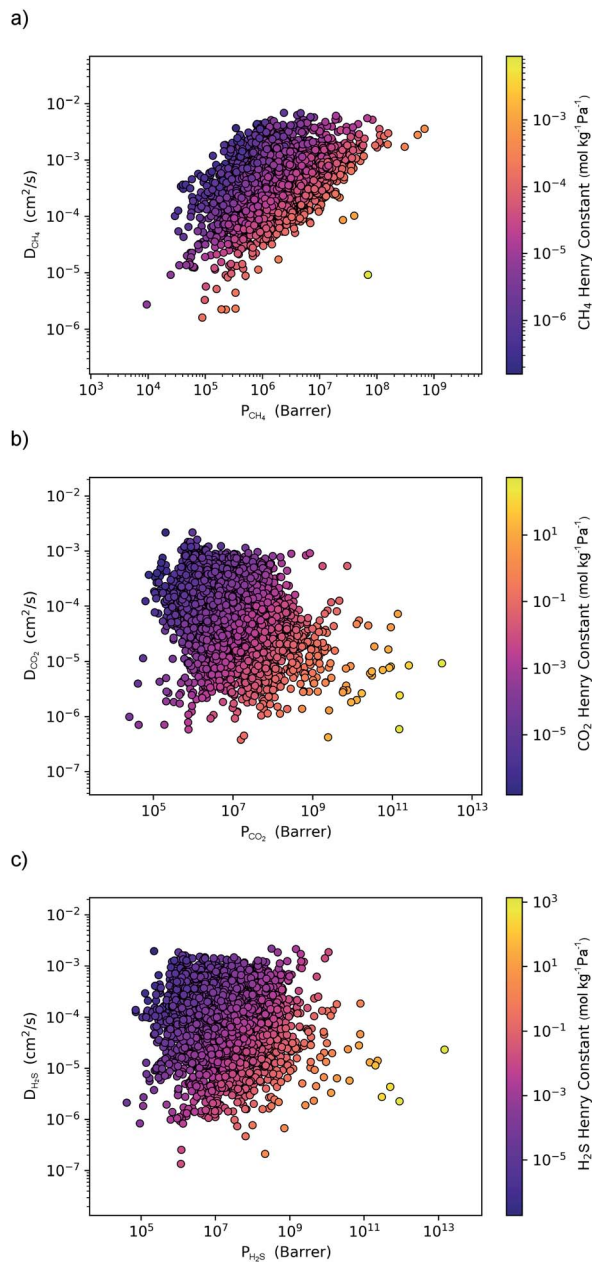 a)
10⁻²
10⁻³
10⁻⁴
10⁻⁵
10⁻⁶
D_CH₄ (cm²/s)
10³ 10⁴ 10⁵ 10⁶ 10⁷ 10⁸ 10⁹
P_CH₄ (Barrer)
10⁻³
10⁻⁴
10⁻⁵
10⁻⁶
CH₄ Henry Constant (mol kg⁻¹Pa⁻¹)
b)
10⁻²
10⁻³
10⁻⁴
10⁻⁵
10⁻⁶
10⁻⁷
D_CO₂ (cm²/s)
10⁵ 10⁷ 10⁹ 10¹¹ 10¹³
P_CO₂ (Barrer)
10¹
10⁻¹
10⁻³
10⁻⁵
CO₂ Henry Constant (mol kg⁻¹Pa⁻¹)
c)
10⁻²
10⁻³
10⁻⁴
10⁻⁵
10⁻⁶
10⁻⁷
D_H₂S (cm²/s)
10⁵ 10⁷ 10⁹ 10¹¹ 10¹³
P_H₂S (Barrer)
10³
10¹
10⁻¹
10⁻³
10⁻⁵
H₂S Henry Constant (mol kg⁻¹Pa⁻¹)